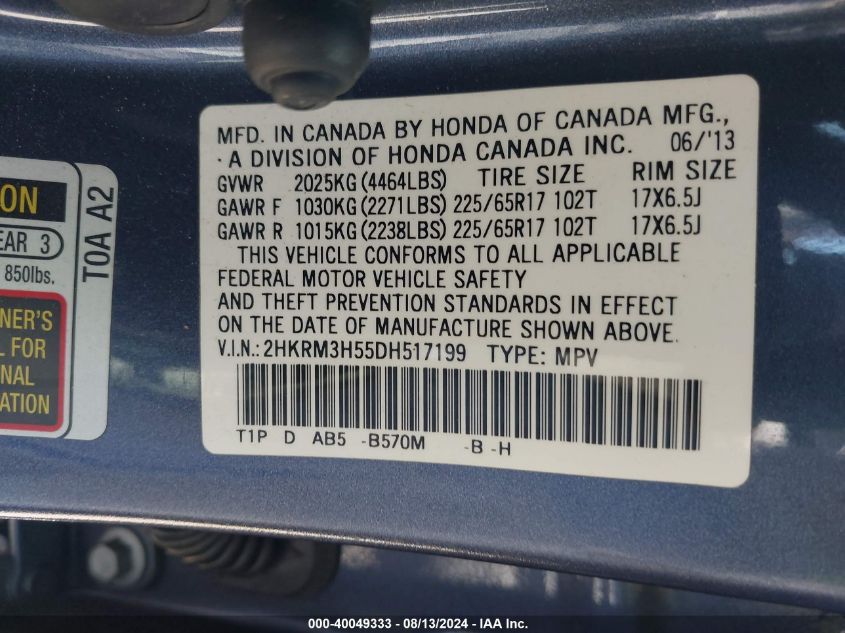 MFD. IN CANADA BY HONDA OF CANADA MFG.,
· A DIVISION OF HONDA CANADA INC. 06/'13
GVWR 2025KG (4464LBS) TIRE SIZE RIM SIZE
GAWR F 1030KG (2271LBS) 225/65R17 102T 17X6.5J
GAWR R 1015KG (2238LBS) 225/65R17 102T 17X6.5J
THIS VEHICLE CONFORMS TO ALL APPLICABLE
FEDERAL MOTOR VEHICLE SAFETY
AND THEFT PREVENTION STANDARDS IN EFFECT
ON THE DATE OF MANUFACTURE SHOWN ABOVE.
V.I.N.: 2HKRM3H55DH517199 TYPE: MPV
T1P D AB5 -B570M -B -H
ON
EAR 3
850lbs.
NER'S
L FOR
NAL
ATION
T0A A2
000-40049333 - 08/13/2024 - IAA Inc.